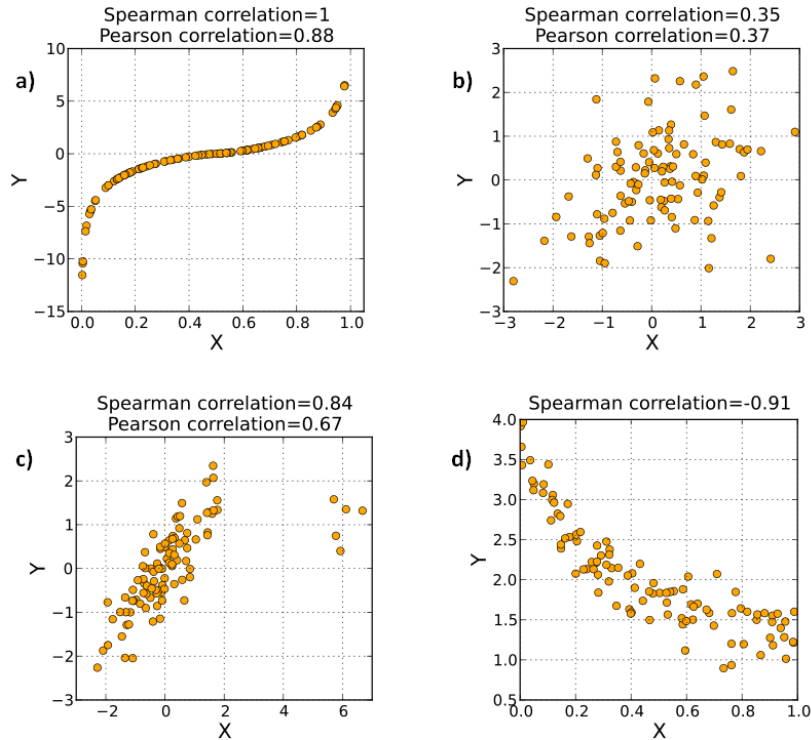 Spearman correlation=1
Pearson correlation=0.88
a)
Y
10
5
0
−5
−10
−15
0.0 0.2 0.4 0.6 0.8 1.0
X
Spearman correlation=0.35
Pearson correlation=0.37
b)
Y
3
2
1
0
−1
−2
−3
−3 −2 −1 0 1 2 3
X
Spearman correlation=0.84
Pearson correlation=0.67
c)
Y
3
2
1
0
−1
−2
−3
−2 0 2 4 6
X
Spearman correlation=-0.91
d)
Y
4.0
3.5
3.0
2.5
2.0
1.5
1.0
0.5
0.0 0.2 0.4 0.6 0.8 1.0
X